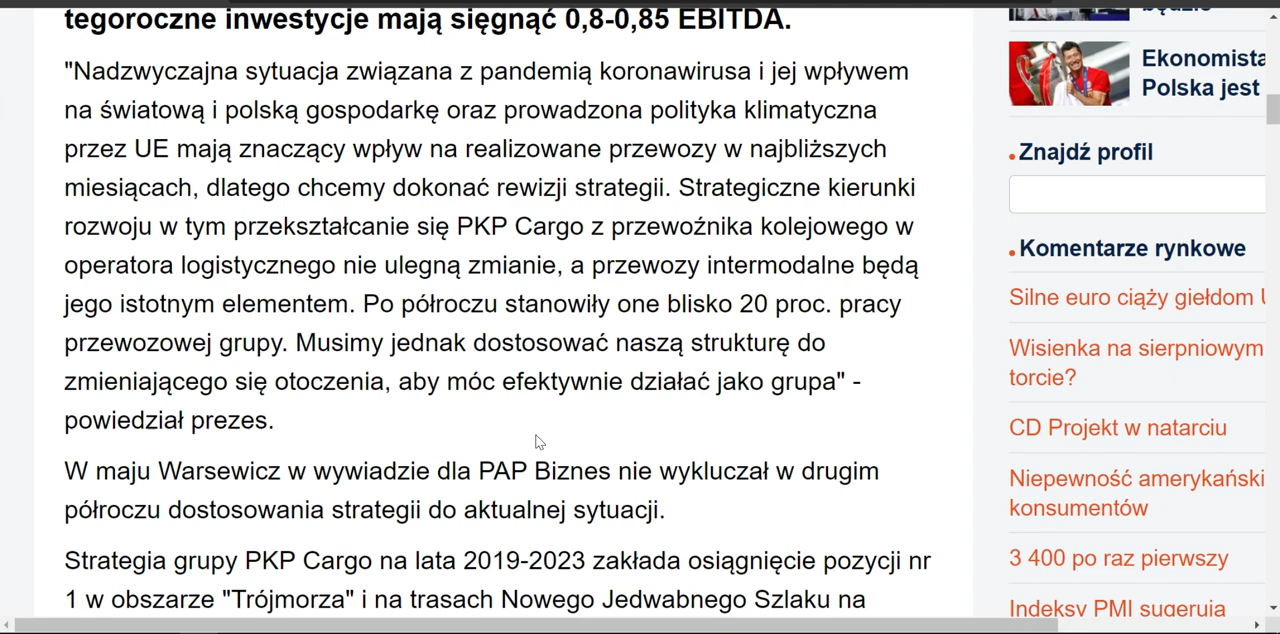 tegoroczne inwestycje mają sięgnąć 0,8-0,85 EBITDA.
"Nadzwyczajna sytuacja związana z pandemią koronawirusa i jej wpływem
na światową i polską gospodarkę oraz prowadzona polityka klimatyczna
przez UE mają znaczący wpływ na realizowane przewozy w najbliższych
miesiącach, dlatego chcemy dokonać rewizji strategii. Strategiczne kierunki
rozwoju w tym przekształcanie się PKP Cargo z przewoźnika kolejowego w
operatora logistycznego nie ulegną zmianie, a przewozy intermodalne będą
jego istotnym elementem. Po półroczu stanowiły one blisko 20 proc. pracy
przewozowej grupy. Musimy jednak dostosować naszą strukturę do
zmieniającego się otoczenia, aby móc efektywnie działać jako grupa" -
powiedział prezes.
W maju Warsewicz w wywiadzie dla PAP Biznes nie wykluczał w drugim
półroczu dostosowania strategii do aktualnej sytuacji.
Strategia grupy PKP Cargo na lata 2019-2023 zakłada osiągnięcie pozycji nr
1 w obszarze "Trójmorza" i na trasach Nowego Jedwabnego Szlaku na
będzie
Ekonomista
Polska jest
Znajdź profil
Komentarze rynkowe
Silne euro ciąży giełdom
Wisienka na sierpniowym
torcie?
CD Projekt w natarciu
Niepewność amerykański
konsumentów
3 400 po raz pierwszy
Indeksy PMI sugerują